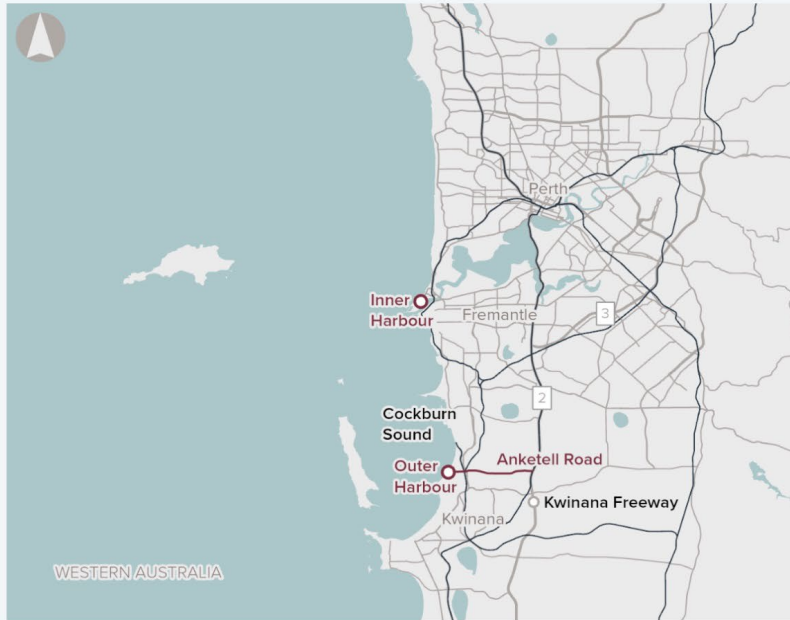 Perth
Inner
Harbour
Fremantle
3
2
Cockburn
Sound
Anketell Road
Outer
Harbour
Kwinana Freeway
Kwinana
WESTERN AUSTRALIA